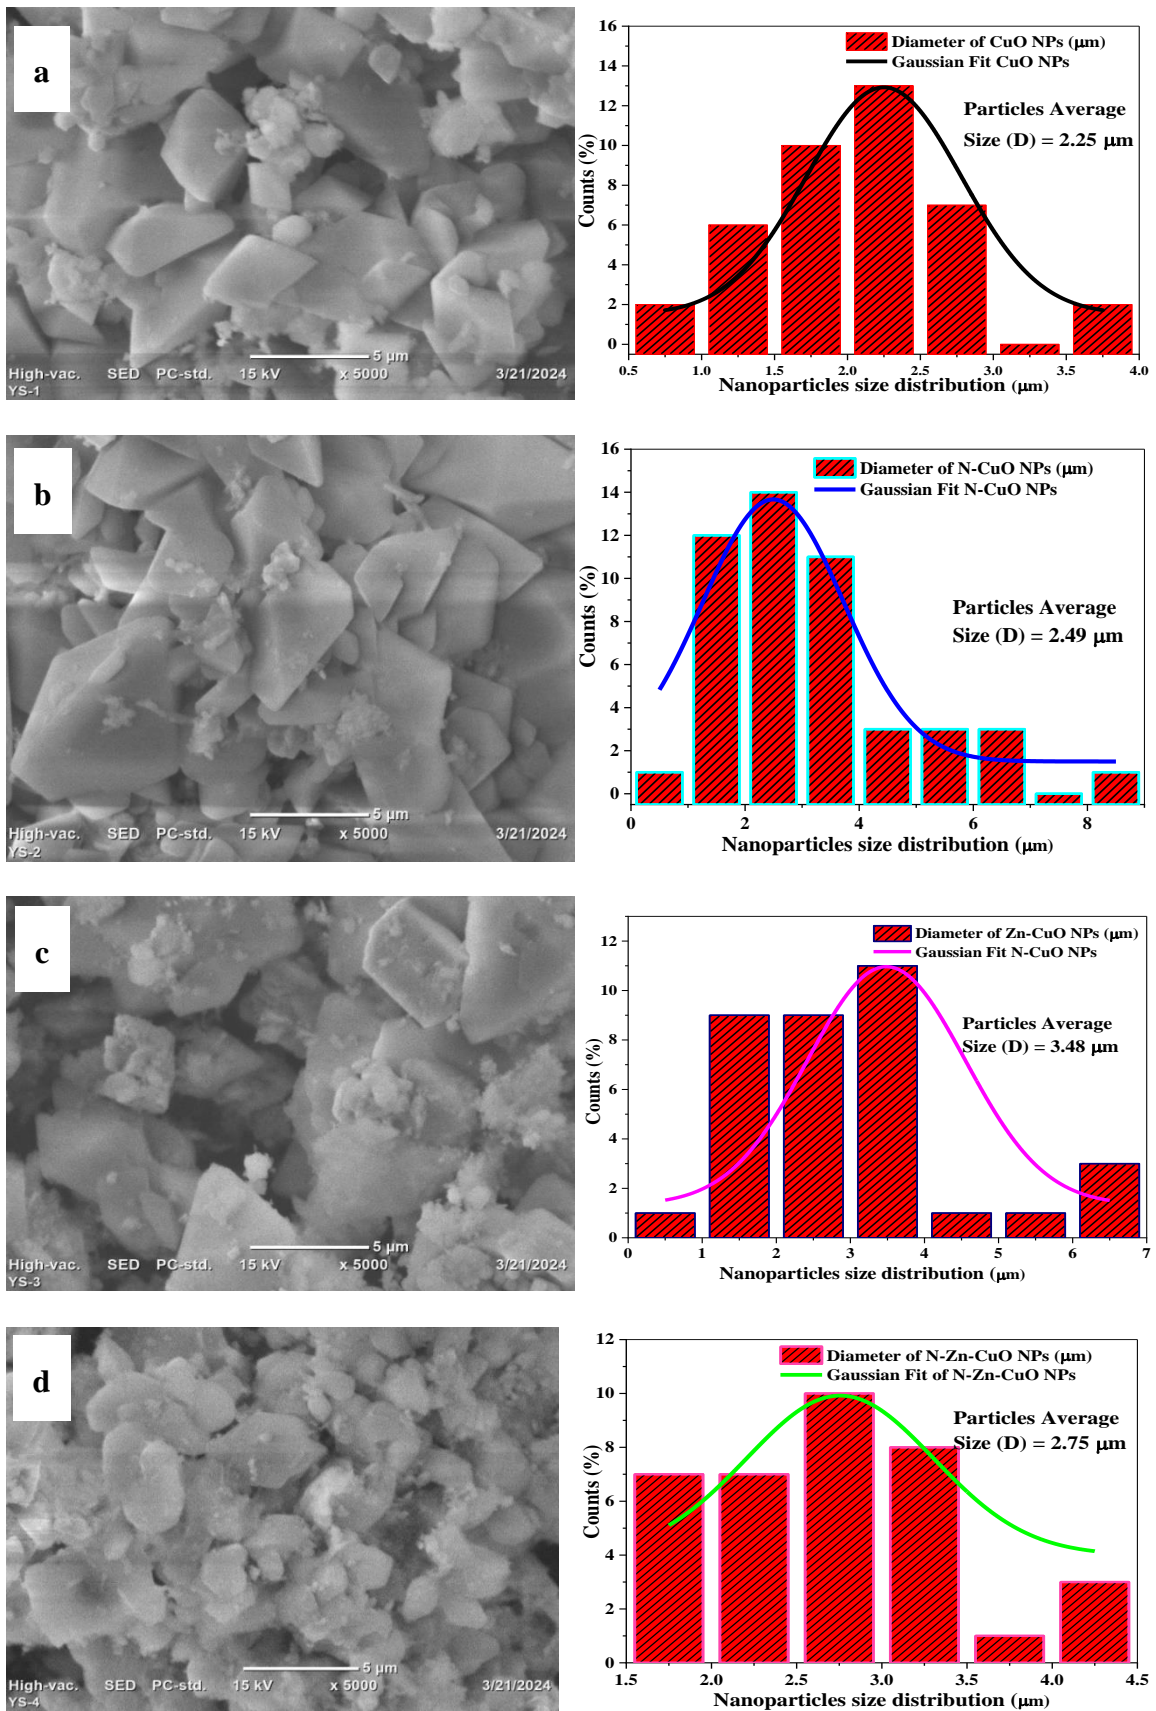 a
High-vac. SED PC-std. 15 kV x 5000 3/21/2024
YS-1
5 µm
16
14
12
10
8
6
4
2
0
Counts (%)
Diameter of CuO NPs (µm)
Gaussian Fit CuO NPs
Particles Average
Size (D) = 2.25 µm
0.5 1.0 1.5 2.0 2.5 3.0 3.5 4.0
Nanoparticles size distribution (µm)
b
5 µm
High-vac. SED PC-std. 15 kV x 5000 3/21/2024
YS-2
16
14
12
10
8
6
4
2
0
Counts (%)
Diameter of N-CuO NPs (µm)
Gaussian Fit N-CuO NPs
Particles Average
Size (D) = 2.49 µm
0 2 4 6 8
Nanoparticles size distribution (µm)
c
5 µm
High-vac. SED PC-std. 15 kV x 5000 3/21/2024
YS-3
12
10
8
6
4
2
0
Counts (%)
Diameter of Zn-CuO NPs (µm)
Gaussian Fit N-CuO NPs
Particles Average
Size (D) = 3.48 µm
0 1 2 3 4 5 6 7
Nanoparticles size distribution (µm)
d
5 µm
High-vac. SED PC-std. 15 kV x 5000 3/21/2024
YS-4
12
10
8
6
4
2
0
Counts (%)
Diameter of N-Zn-CuO NPs (µm)
Gaussian Fit of N-Zn-CuO NPs
Particles Average
Size (D) = 2.75 µm
1.5 2.0 2.5 3.0 3.5 4.0 4.5
Nanoparticles size distribution (µm)